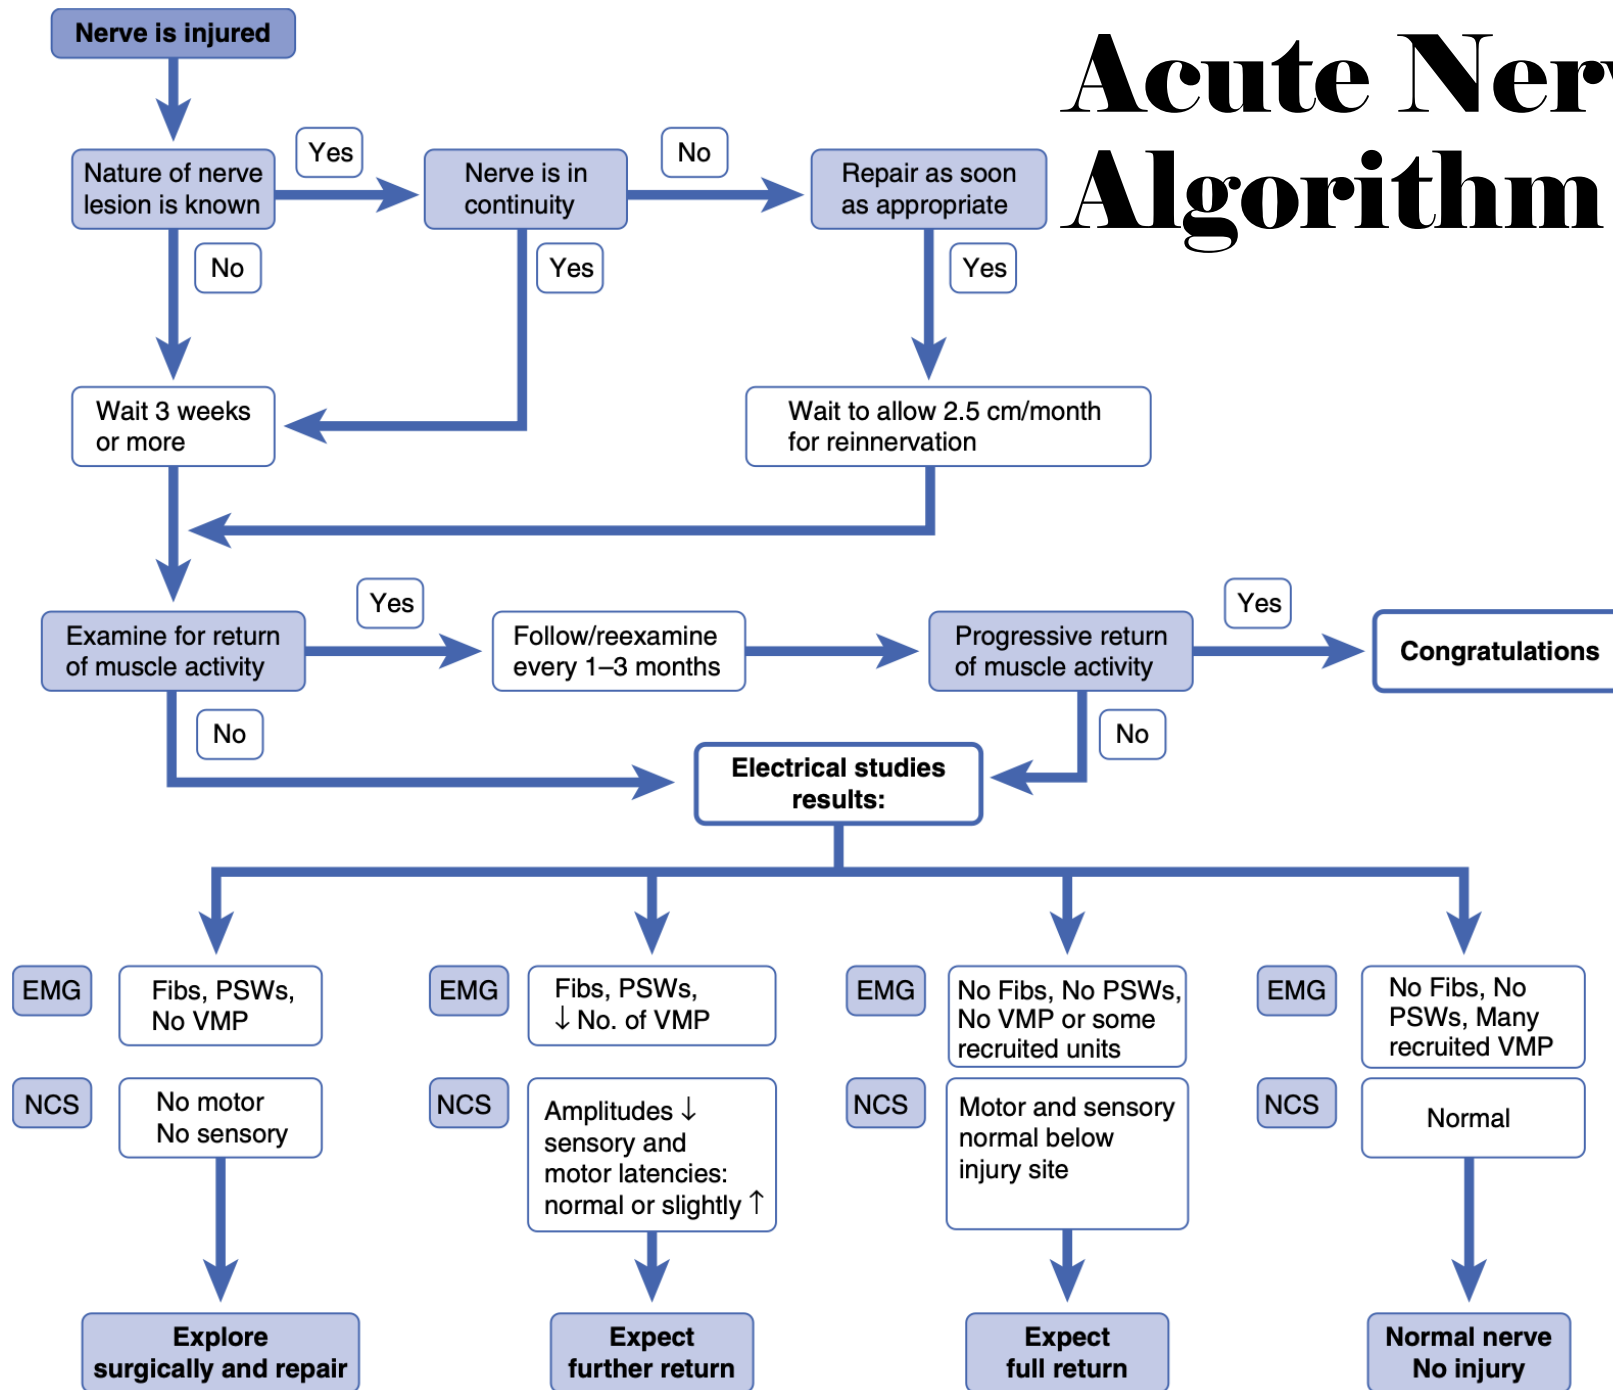 Nerve is injured
Acute
Algorithm
Nature of nerve
lesion is known
Yes
Nerve is in
continuity
No
Repair as soon
as appropriate
No
Yes
Yes
Wait 3 weeks
or more
Wait to allow 2.5 cm/month
for reinnervation
Examine for return
of muscle activity
Yes
Follow/reexamine
every 1–3 months
Progressive return
of muscle activity
Yes
Congratulations
No
No
Electrical studies
results:
EMG
Fibs, PSWs,
No VMP
EMG
Fibs, PSWs,
↓ No. of VMP
EMG
No Fibs, No PSWs,
No VMP or some
recruited units
EMG
No Fibs, No
PSWs, Many
recruited VMP
NCS
No motor
No sensory
NCS
Amplitudes ↓
sensory and
motor latencies:
normal or slightly ↑
NCS
Motor and sensory
normal below
injury site
NCS
Normal
Explore
surgically and repair
Expect
further return
Expect
full return
Normal nerve
No injury